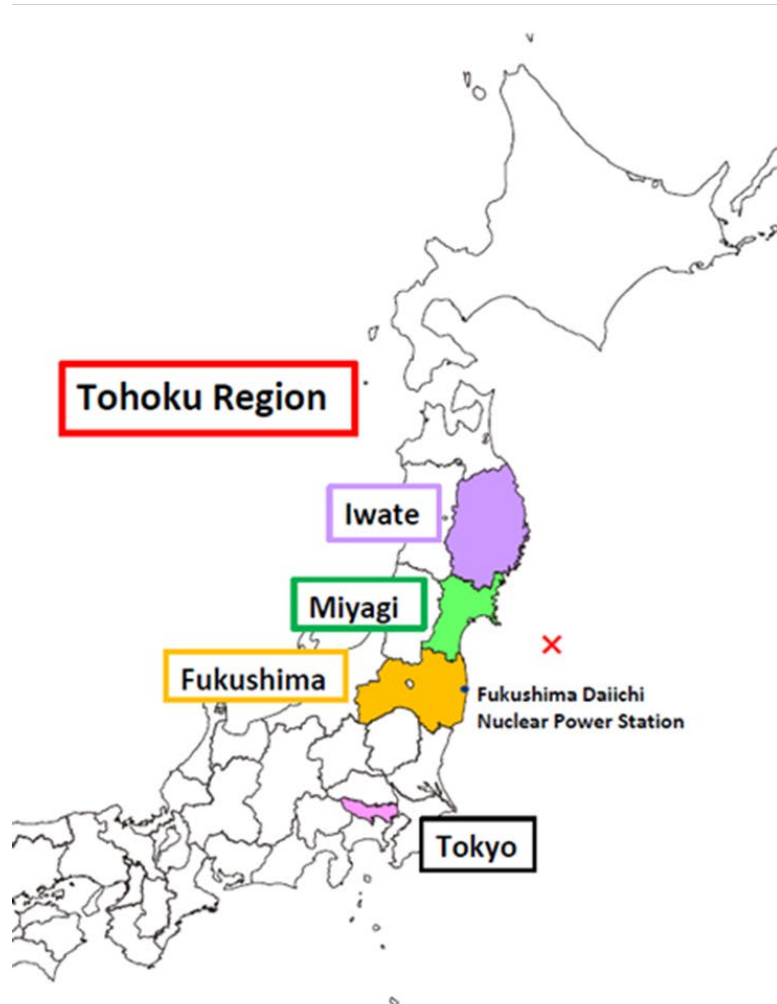 Tohoku Region
Iwate
Miyagi
Fukushima
Fukushima Daiichi
Nuclear Power Station
Tokyo